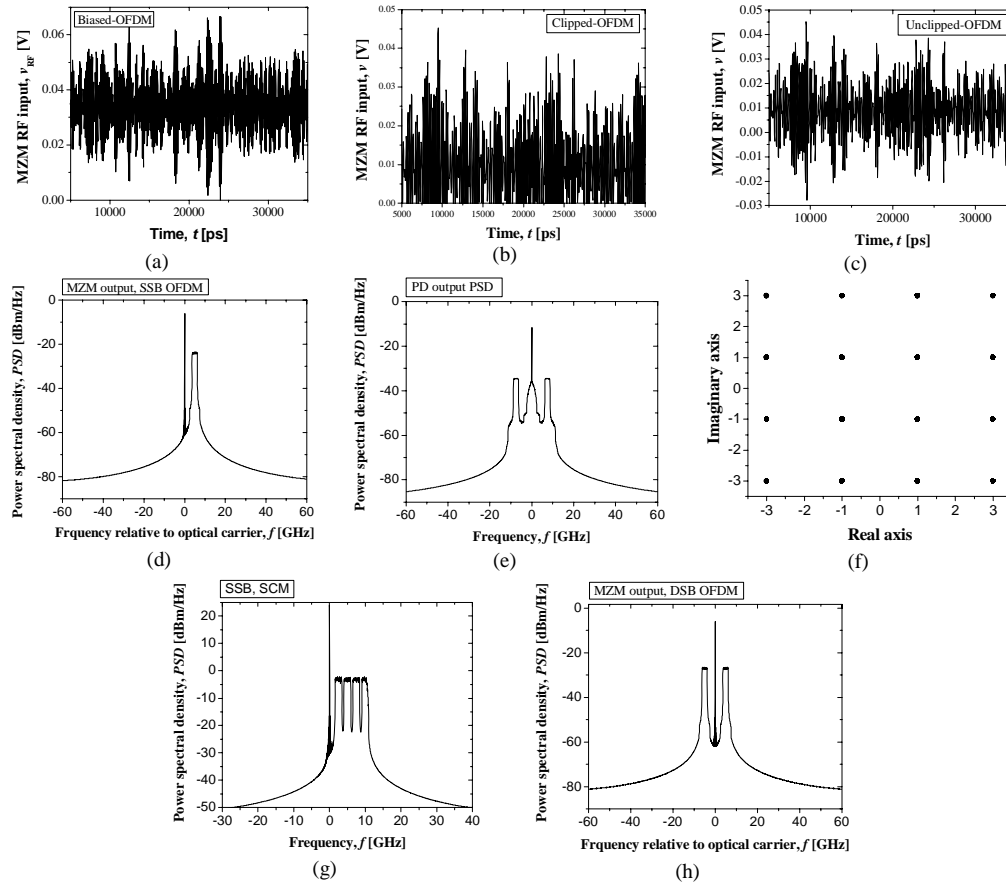 Biased-OFDM
MZM RF input, vRF [V]
0.06
0.04
0.02
0.00
10000 20000 30000
Time, t [ps]
(a)
Clipped-OFDM
MZM RF input, v [V]
0.05
0.04
0.03
0.02
0.01
0.00
5000 10000 15000 20000 25000 30000 35000
Time, t [ps]
(b)
Unclipped-OFDM
MZM RF input, v [V]
0.05
0.04
0.03
0.02
0.01
0.00
-0.01
-0.02
-0.03
10000 20000 30000
Time, t [ps]
(c)
MZM output, SSB OFDM
Power spectral density, PSD [dBm/Hz]
0
-20
-40
-60
-80
-60 -40 -20 0 20 40 60
Frquency relative to optical carrier, f [GHz]
(d)
PD output PSD
Power spectral density, PSD [dBm/Hz]
0
-20
-40
-60
-80
-60 -40 -20 0 20 40 60
Frequency, f [GHz]
(e)
Imaginary axis
3
2
1
0
-1
-2
-3
-3 -2 -1 0 1 2 3
Real axis
(f)
SSB, SCM
Power spectral density, PSD [dBm/Hz]
25
20
10
0
-10
-20
-30
-40
-50
-30 -20 -10 0 10 20 30 40
Frequency, f [GHz]
(g)
MZM output, DSB OFDM
Power spectral density, PSD [dBm/Hz]
0
-20
-40
-60
-80
-60 -40 -20 0 20 40 60
Frquency relative to optical carrier, f [GHz]
(h)